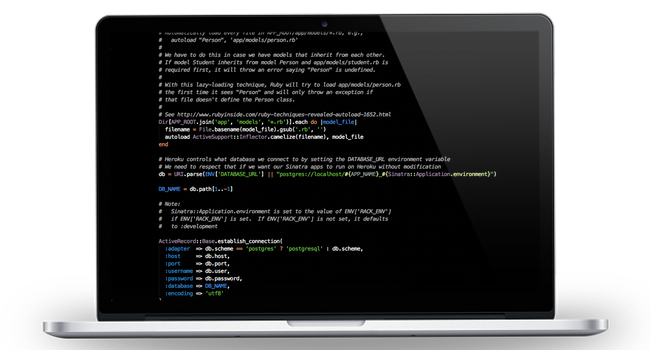 # Automatically load every file in APP_ROOT/app/models/*.rb, e.g.,
#   autoload "Person", 'app/models/person.rb'
#
# We have to do this in case we have models that inherit from each other.
# If model Student inherits from model Person and app/models/student.rb is
# required first, it will throw an error saying "Person" is undefined.
#
# With this lazy-loading technique, Ruby will try to load app/models/person.rb
# the first time it sees "Person" and will only throw an exception if
# that file doesn't define the Person class.
#
# See http://www.rubyinside.com/ruby-techniques-revealed-autoload-1652.html
Dir[APP_ROOT.join('app', 'models', '*.rb')].each do |model_file|
  filename = File.basename(model_file).gsub('.rb', '')
  autoload ActiveSupport::Inflector.camelize(filename), model_file
end
# Heroku controls what database we connect to by setting the DATABASE_URL environment variable
# We need to respect that if we want our Sinatra apps to run on Heroku without modification
db = URI.parse(ENV['DATABASE_URL'] || "postgres://localhost/#{APP_NAME}_#{Sinatra::Application.environment}")
DB_NAME = db.path[1..-1]
# Note:
#   Sinatra::Application.environment is set to the value of ENV['RACK_ENV']
#   if ENV['RACK_ENV'] is set.  If ENV['RACK_ENV'] is not set, it defaults
#   to :development
ActiveRecord::Base.establish_connection(
  :adapter  => db.scheme == 'postgres' ? 'postgresql' : db.scheme,
  :host     => db.host,
  :port     => db.port,
  :username => db.user,
  :password => db.password,
  :database => DB_NAME,
  :encoding => 'utf8'